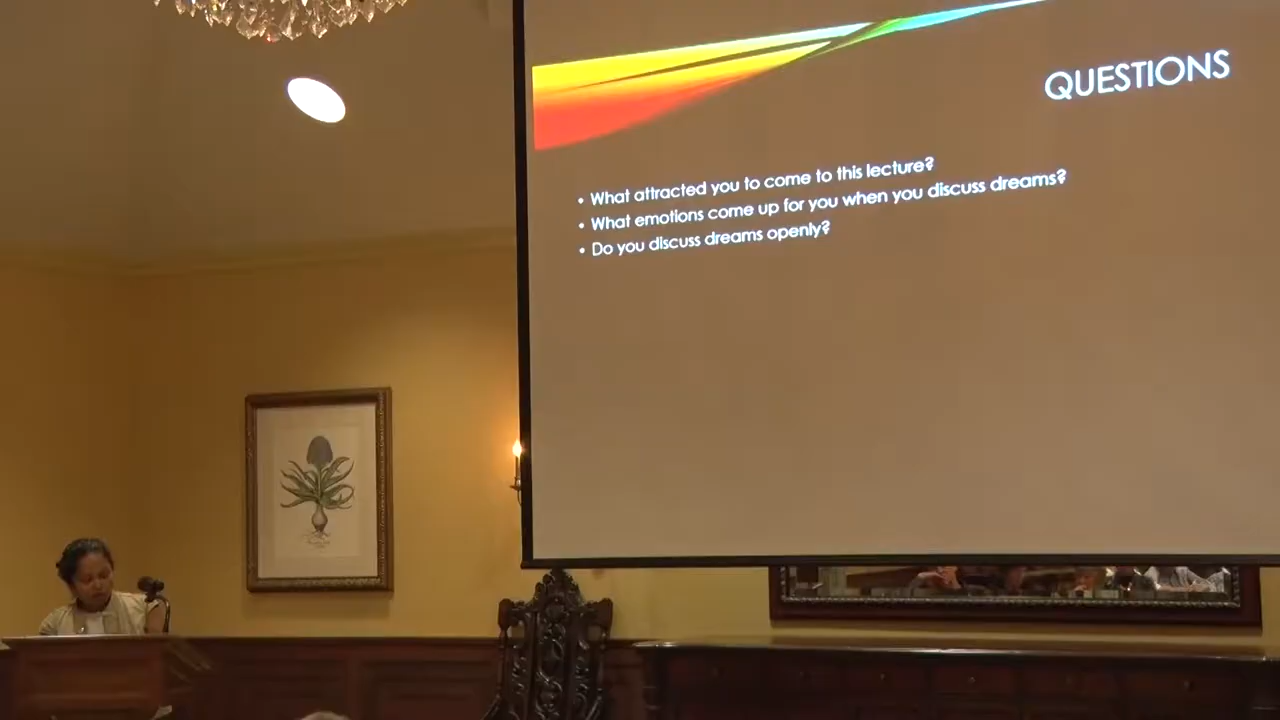 QUESTIONS
• What attracted you to come to this lecture?
• What emotions come up for you when you discuss dreams?
• Do you discuss dreams openly?